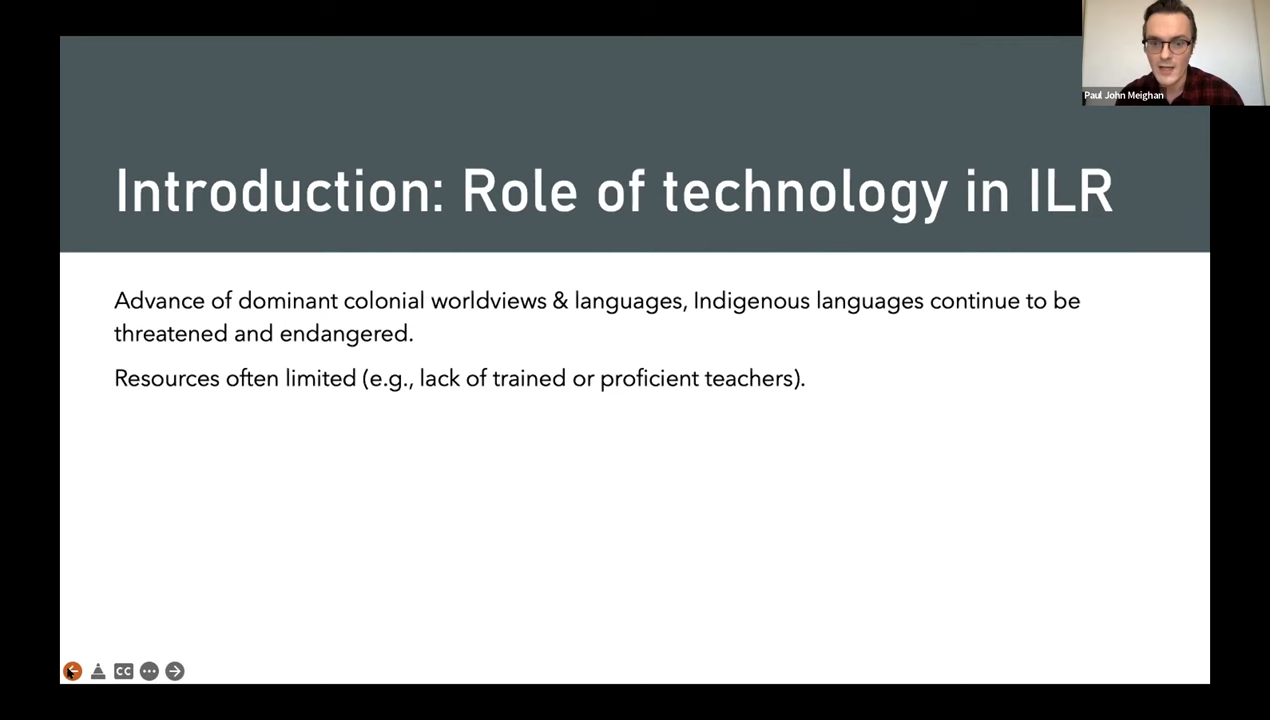 Paul John Meighan
Introduction: Role of technology in ILR
Advance of dominant colonial worldviews & languages, Indigenous languages continue to be
threatened and endangered.
Resources often limited (e.g., lack of trained or proficient teachers).
CC